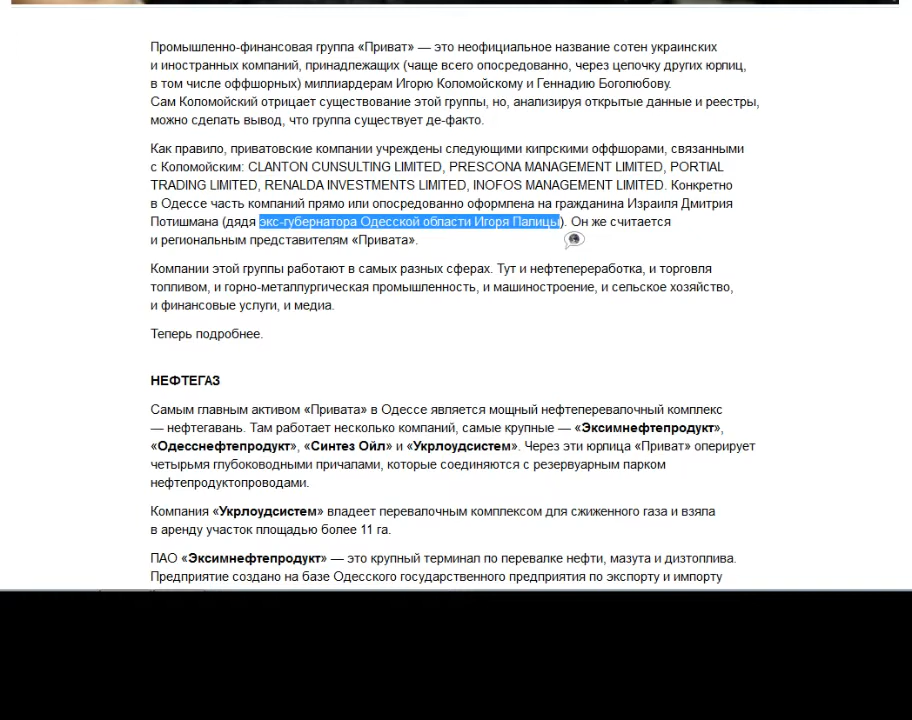 Промышленно-финансовая группа «Приват» — это неофициальное название сотен украинских
и иностранных компаний, принадлежащих (чаще всего опосредованно, через цепочку других юрлиц,
в том числе оффшорных) миллиардерам Игорю Коломойскому и Геннадию Боголюбову.
Сам Коломойский отрицает существование этой группы, но, анализируя открытые данные и реестры,
можно сделать вывод, что группа существует де-факто.
Как правило, приватовские компании учреждены следующими кипрскими оффшорами, связанными
с Коломойским: CLANTON CUNSULTING LIMITED, PRESCONA MANAGEMENT LIMITED, PORTIAL
TRADING LIMITED, RENALDA INVESTMENTS LIMITED, INOFOS MANAGEMENT LIMITED. Конкретно
в Одессе часть компаний прямо или опосредованно оформлена на гражданина Израиля Дмитрия
Потишмана (дядя экс-губернатора Одесской области Игоря Палицы). Он же считается
и региональным представителям «Привата».
Компании этой группы работают в самых разных сферах. Тут и нефтепереработка, и торговля
топливом, и горно-металлургическая промышленность, и машиностроение, и сельское хозяйство,
и финансовые услуги, и медиа.
Теперь подробнее.
НЕФТЕГАЗ
Самым главным активом «Привата» в Одессе является мощный нефтеперевалочный комплекс
— нефтегавань. Там работает несколько компаний, самые крупные — «Эксимнефтепродукт»,
«Одесснефтепродукт», «Синтез Ойл» и «Укрлоудсистем». Через эти юрлица «Приват» оперирует
четырьмя глубоководными причалами, которые соединяются с резервуарным парком
нефтепродуктопроводами.
Компания «Укрлоудсистем» владеет перевалочным комплексом для сжиженного газа и взяла
в аренду участок площадью более 11 га.
ПАО «Эксимнефтепродукт» — это крупный терминал по перевалке нефти, мазута и дизтоплива.
Предприятие создано на базе Одесского государственного предприятия по экспорту и импорту